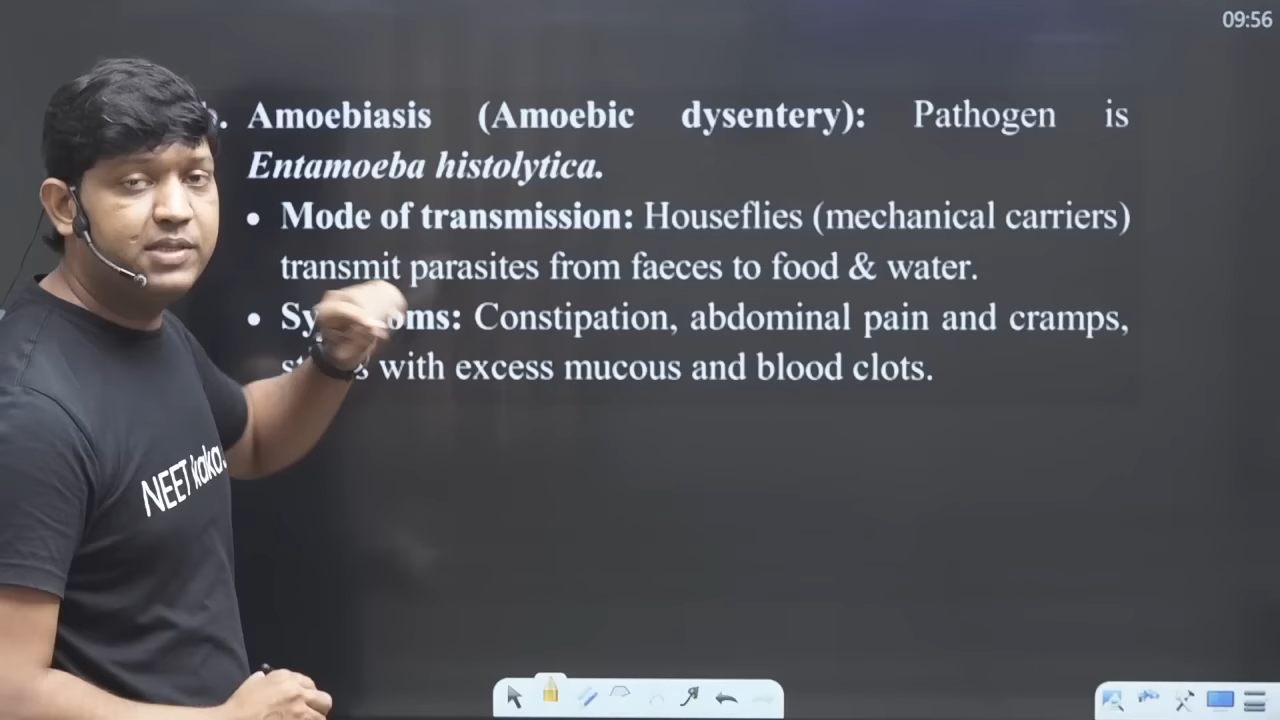 09:56
Amoebiasis (Amoebic dysentery): Pathogen is
Entamoeba histolytica.
• Mode of transmission: Houseflies (mechanical carriers)
transmit parasites from faeces to food & water.
• Constipation, abdominal pain and cramps,
with excess mucous and blood clots.
NEET kaka